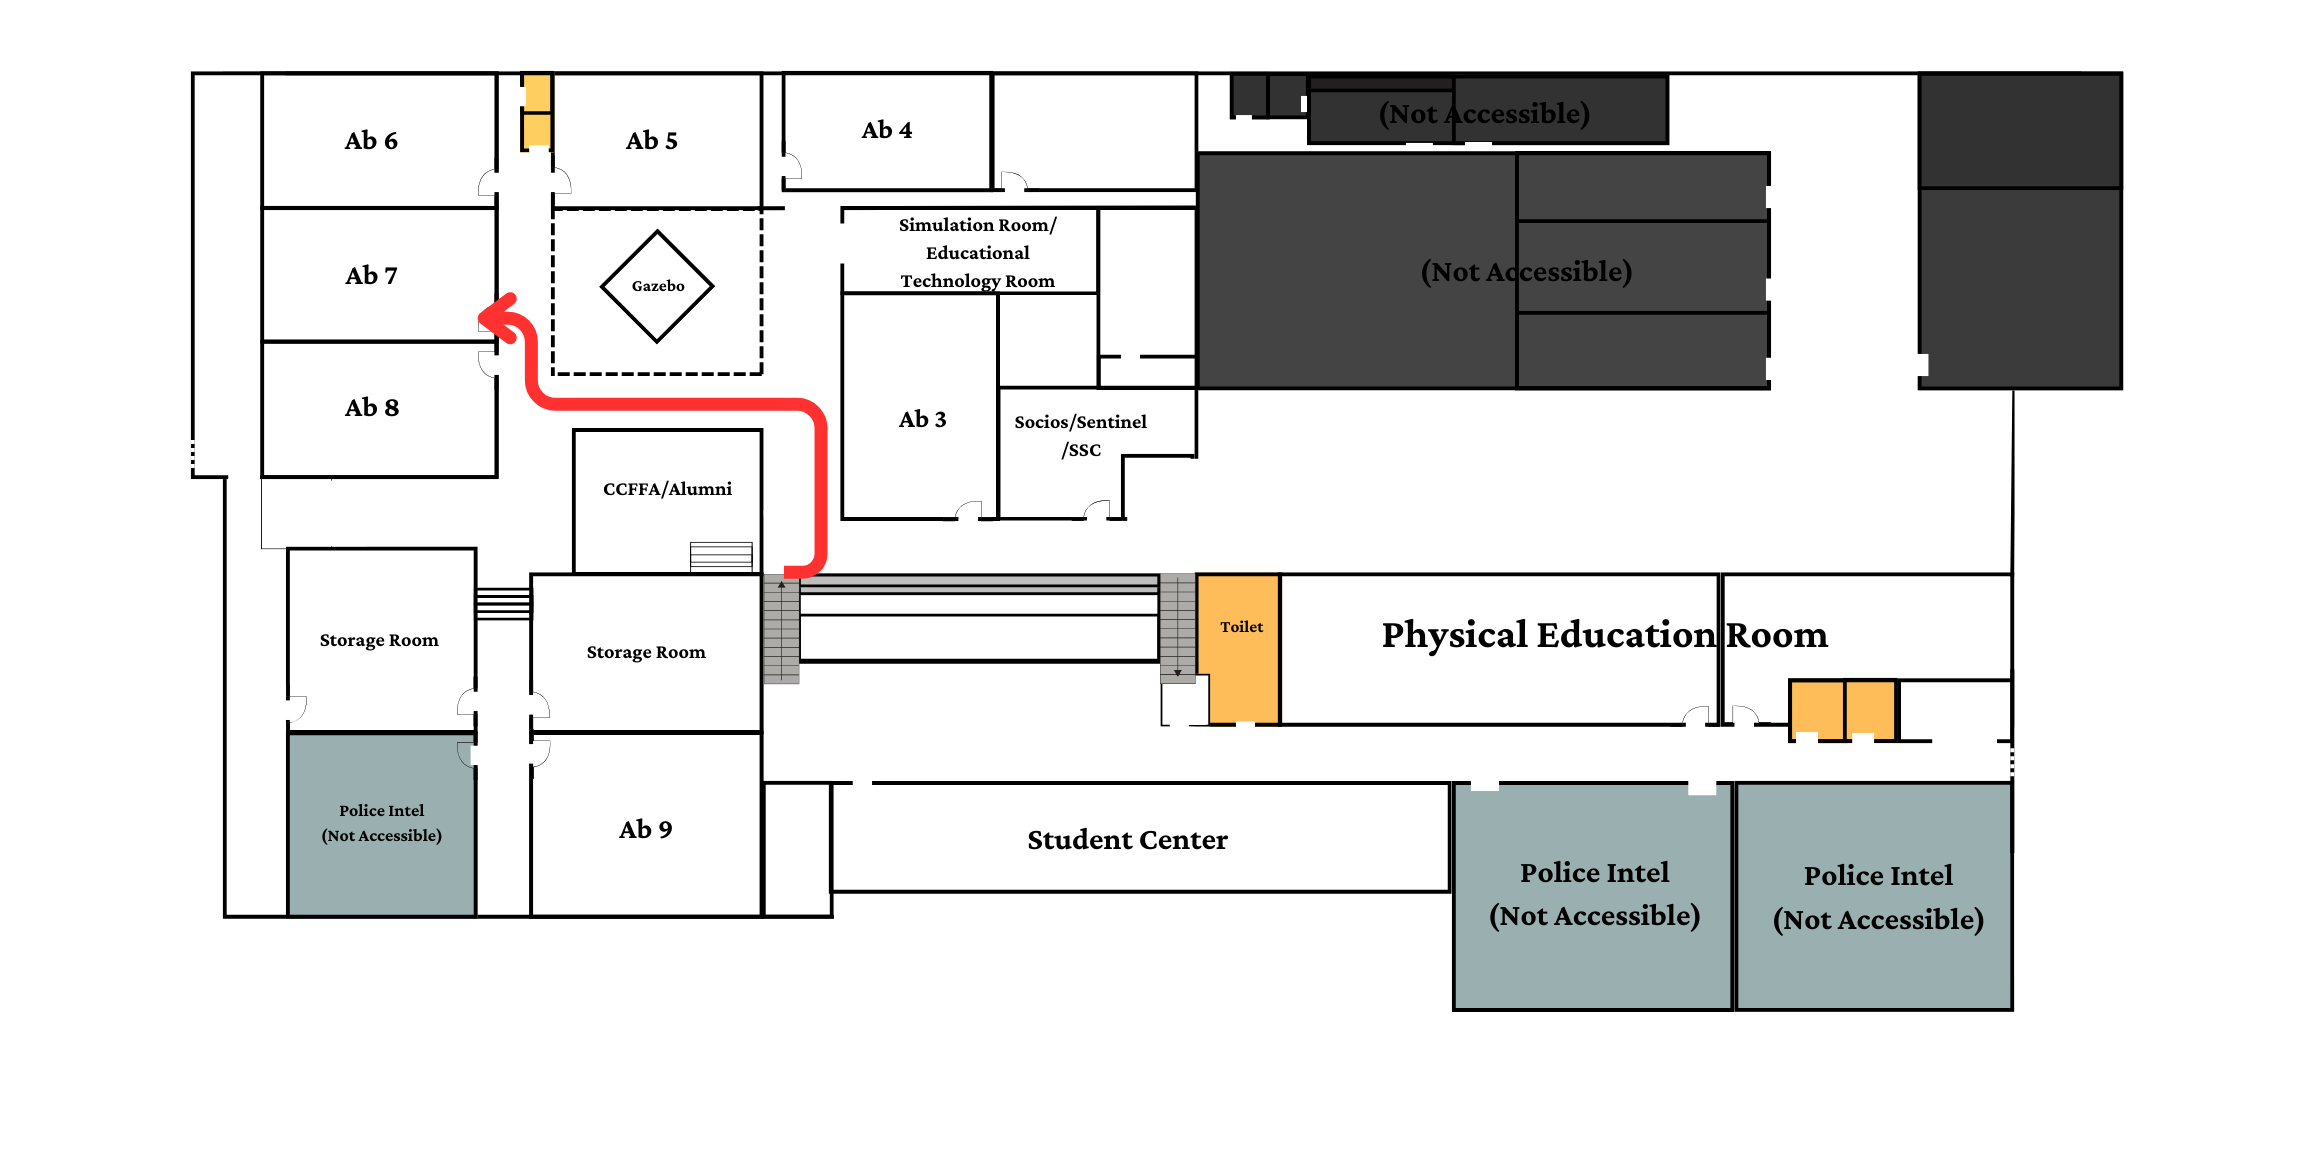 (Not Accessible)
Ab 6
Ab 5
Ab 4
Simulation Room/
Educational
Technology Room
Ab 7
Gazebo
(Not Accessible)
Ab 8
Ab 3
Socios/Sentinel
/SSC
CCFFA/Alumni
Storage Room
Storage Room
Toilet
Physical Education Room
Police Intel
(Not Accessible)
Ab 9
Student Center
Police Intel
(Not Accessible)
Police Intel
(Not Accessible)